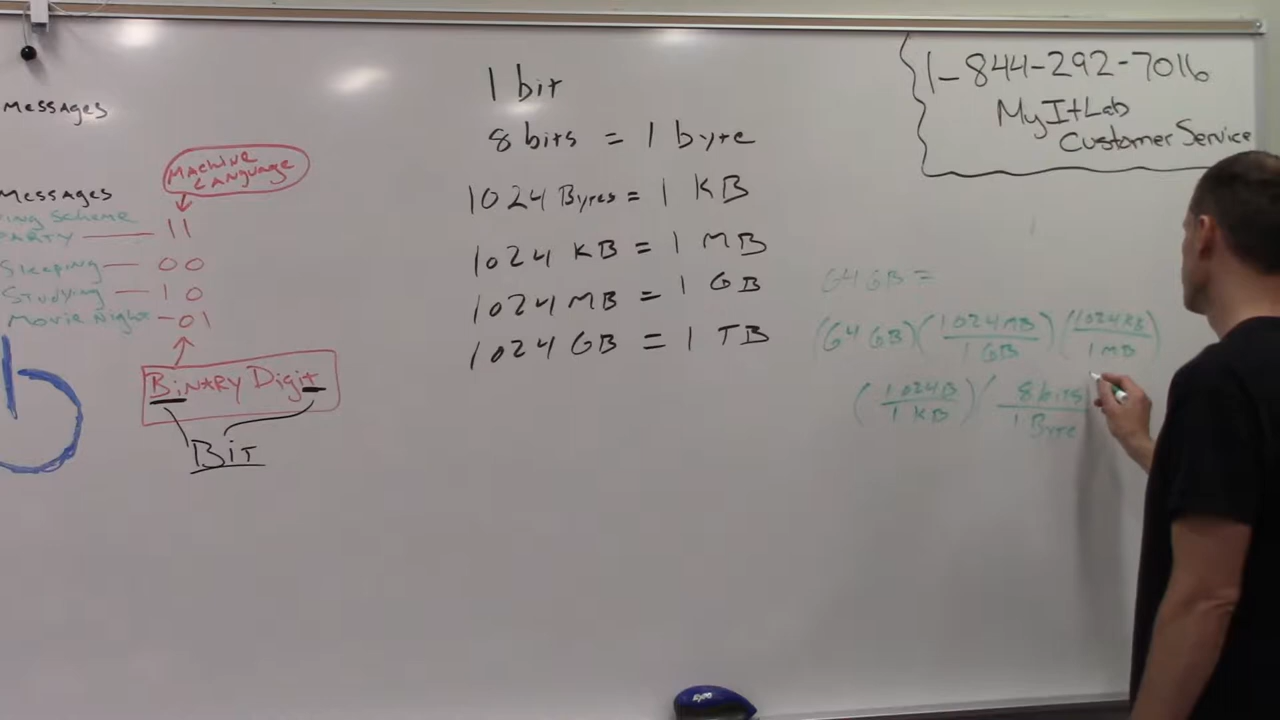 Messages
Messages
ing Scheme
Machine
Language
PARTY — 11
Sleeping — 00
Studying — 10
Movie Night — 01
BinARY Digit
Bit
1 bit
8 bits = 1 byte
1024 Bytes = 1 KB
1024 KB = 1 MB
1024 MB = 1 GB
1024 GB = 1 TB
1-844-292-7016
MyItLab
Customer Service
64 GB =
(64 GB) (1024 MB / 1 GB) (1024 KB / 1 MB)
(1024 B / 1 KB) (8 bits / 1 Byte
EXPO